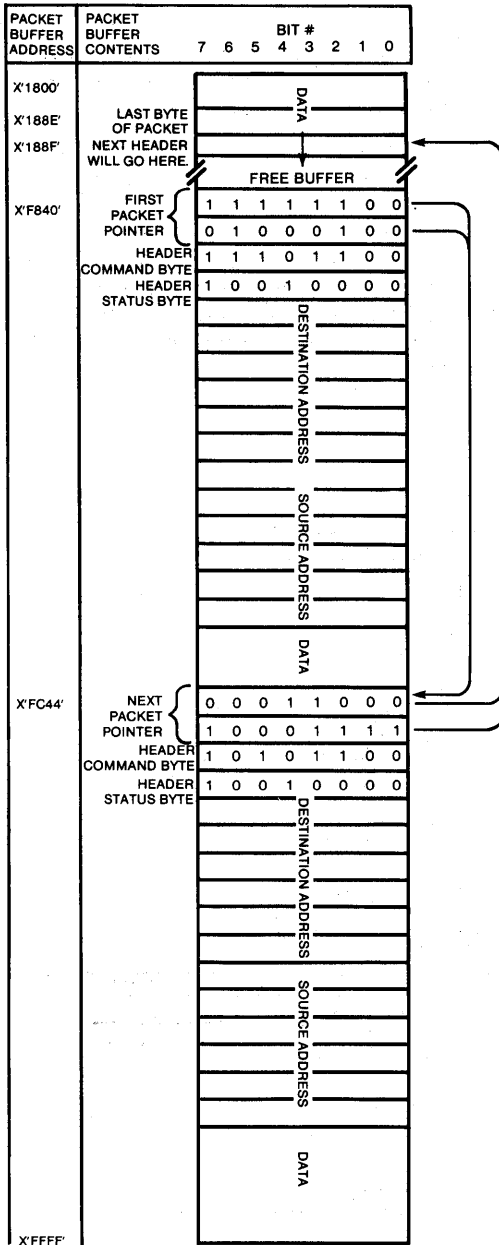 PACKET BUFFER ADDRESS
PACKET BUFFER CONTENTS
BIT #
7 6 5 4 3 2 1 0
X'1800'
DATA
X'188E'
LAST BYTE OF PACKET
X'188F'
NEXT HEADER WILL GO HERE.
FREE BUFFER
X'F840'
FIRST PACKET POINTER
1 1 1 1 1 1 0 0
0 1 0 0 0 1 0 0
HEADER COMMAND BYTE
1 1 1 0 1 1 0 0
HEADER STATUS BYTE
1 0 0 1 0 0 0 0
DESTINATION ADDRESS
SOURCE ADDRESS
DATA
X'FC44'
NEXT PACKET POINTER
0 0 0 1 1 0 0 0
1 0 0 0 1 1 1 1
HEADER COMMAND BYTE
1 0 1 0 1 1 0 0
HEADER STATUS BYTE
1 0 0 1 0 0 0 0
DESTINATION ADDRESS
SOURCE ADDRESS
DATA
X'FFFF'